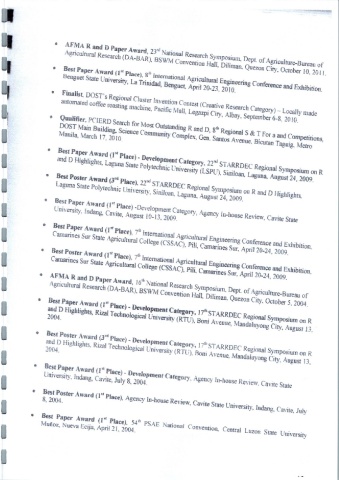 AFMA R and D Paper Award, 23rd National Research Symposium, Dept. of Agriculture-Bureau of
Agricultural Research (DA-BAR), BSWM Convention Hall, Diliman, Quezon City, October 10, 2011.
Best Paper Award (1st Place), 8th International Agricultural Engineering Conference and Exhibition.
Benguet State University, La Trinidad, Benguet, April 20-23, 2010.
Finalist, DOST's Regional Cluster Invention Contest (Creative Research Category) – Locally made
automated coffee roasting machine, Pacific Mall, Legazpi City, Albay, September 6-8, 2010.
Qualifier, PCIERD Search for Most Outstanding R and D, 8th Regional S & T For a and Competitions,
DOST Main Building, Science Community Complex, Gen. Santos Avenue, Bicutan Taguig, Metro
Manila, March 17, 2010.
Best Paper Award (1st Place) - Development Category, 22nd STARRDEC Regional Symposium on R
and D Highlights, Laguna State Polytechnic University (LSPU), Siniloan, Laguna, August 24, 2009.
Best Poster Award (3rd Place), 22nd STARRDEC Regional Symposium on R and D Highlights,
Laguna State Polytechnic University, Siniloan, Laguna, August 24, 2009.
Best Paper Award (1st Place) -Development Category, Agency in-house Review, Cavite State
University, Indang, Cavite, August 10-13, 2009.
Best Paper Award (1st Place), 7th International Agricultural Engineering Conference and Exhibition,
Camarines Sur State Agricultural College (CSSAC), Pili, Camarines Sur, April 20-24, 2009.
Best Poster Award (1st Place), 7th International Agricultural Engineering Conference and Exhibition,
Camarines Sur State Agricultural College (CSSAC), Pili, Camarines Sur, April 20-24, 2009.
AFMA R and D Paper Award, 16th National Research Symposium, Dept. of Agriculture-Bureau of
Agricultural Research (DA-BAR), BSWM Convention Hall, Diliman, Quezon City, October 5, 2004.
Best Paper Award (1st Place) - Development Category, 17th STARRDEC Regional Symposium on R
and D Highlights, Rizal Technological University (RTU), Boni Avenue, Mandaluyong City, August 13,
2004.
Best Poster Award (3rd Place) - Development Category, 17th STARRDEC Regional Symposium on R
and D Highlights, Rizal Technological University (RTU), Boni Avenue, Mandaluyong City, August 13,
2004.
Best Paper Award (1st Place) - Development Category, Agency In-house Review, Cavite State
University, Indang, Cavite, July 8, 2004.
Best Poster Award (1st Place), Agency In-house Review, Cavite State University, Indang, Cavite, July
8, 2004.
Best Paper Award (1st Place), 54th PSAE National Convention, Central Luzon State University
Muñoz, Nueva Ecija, April 21, 2004.